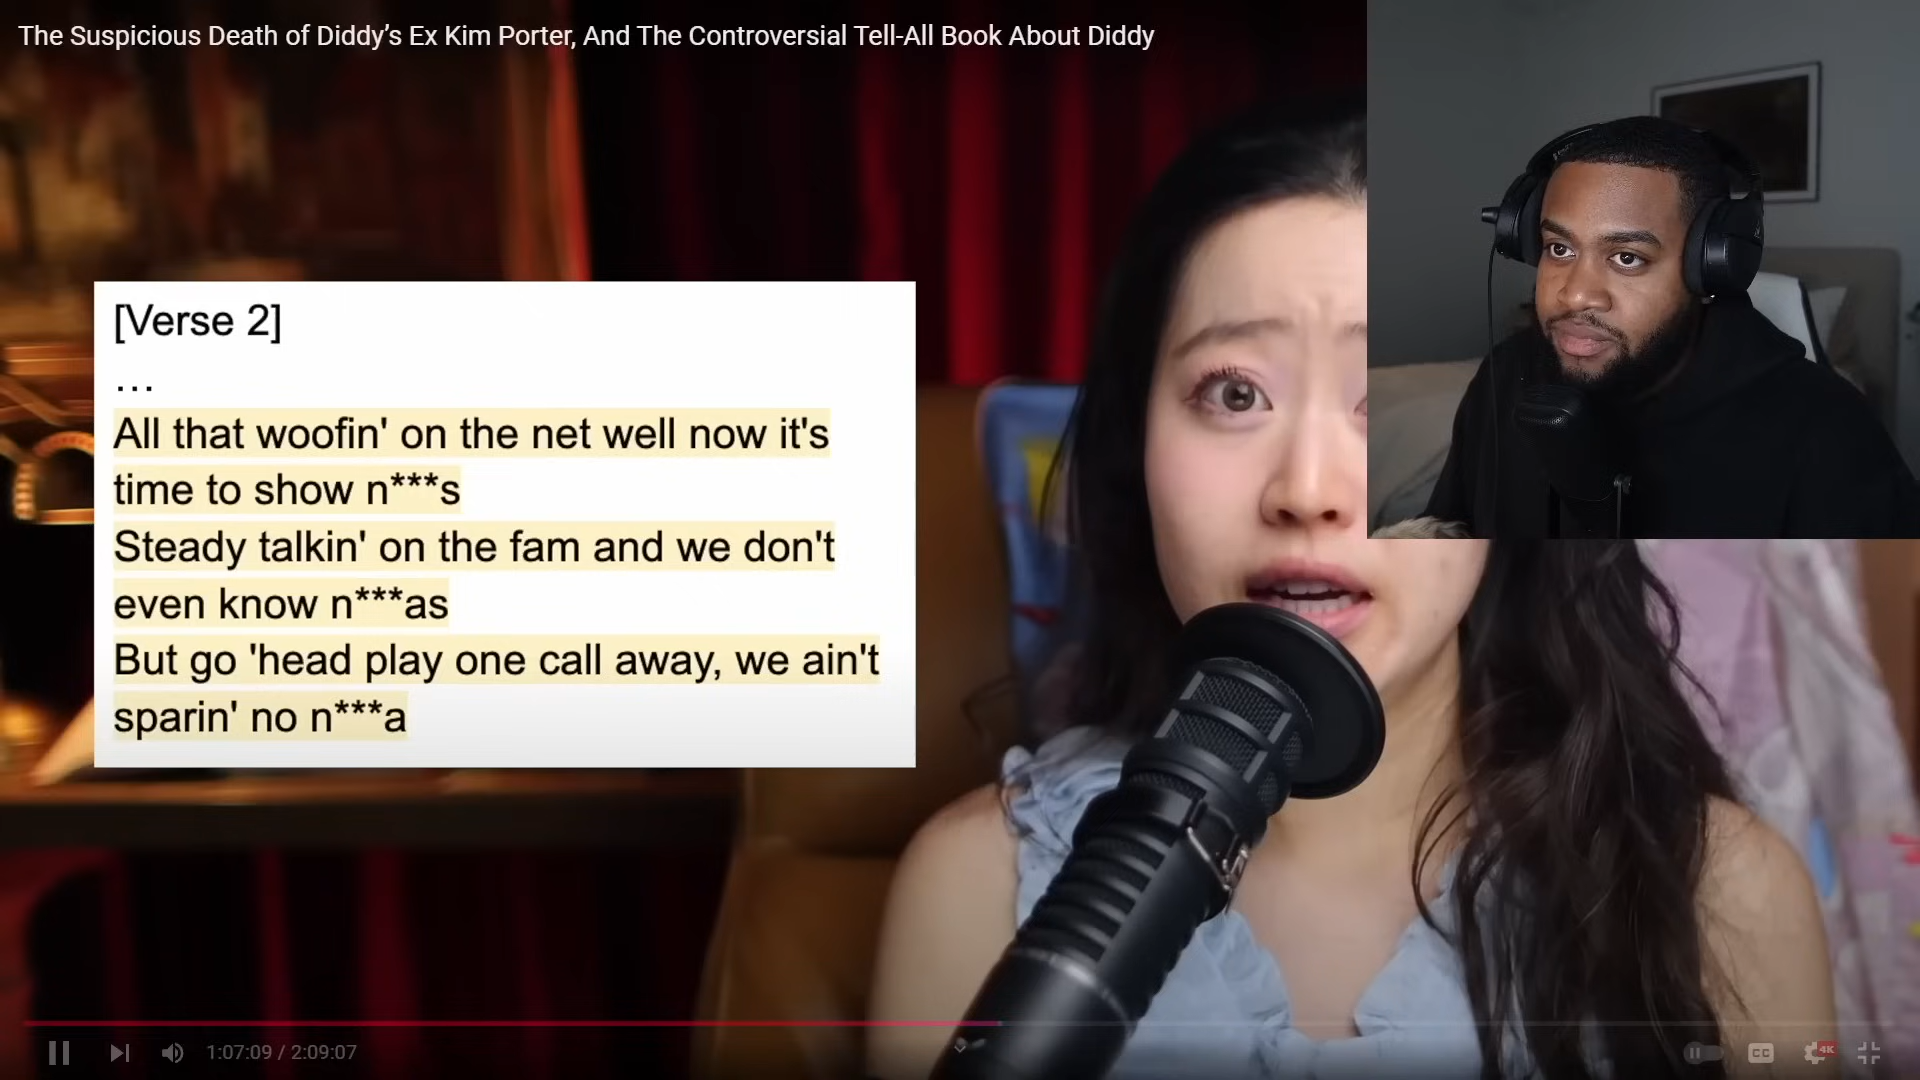 The Suspicious Death of Diddy’s Ex Kim Porter, And The Controversial Tell-All Book About Diddy
[Verse 2]
...
All that woofin' on the net well now it's
time to show n***s
Steady talkin' on the fam and we don't
even know n***as
But go 'head play one call away, we ain't
sparin' no n***a
1:07:09 / 2:09:07
CC
4K